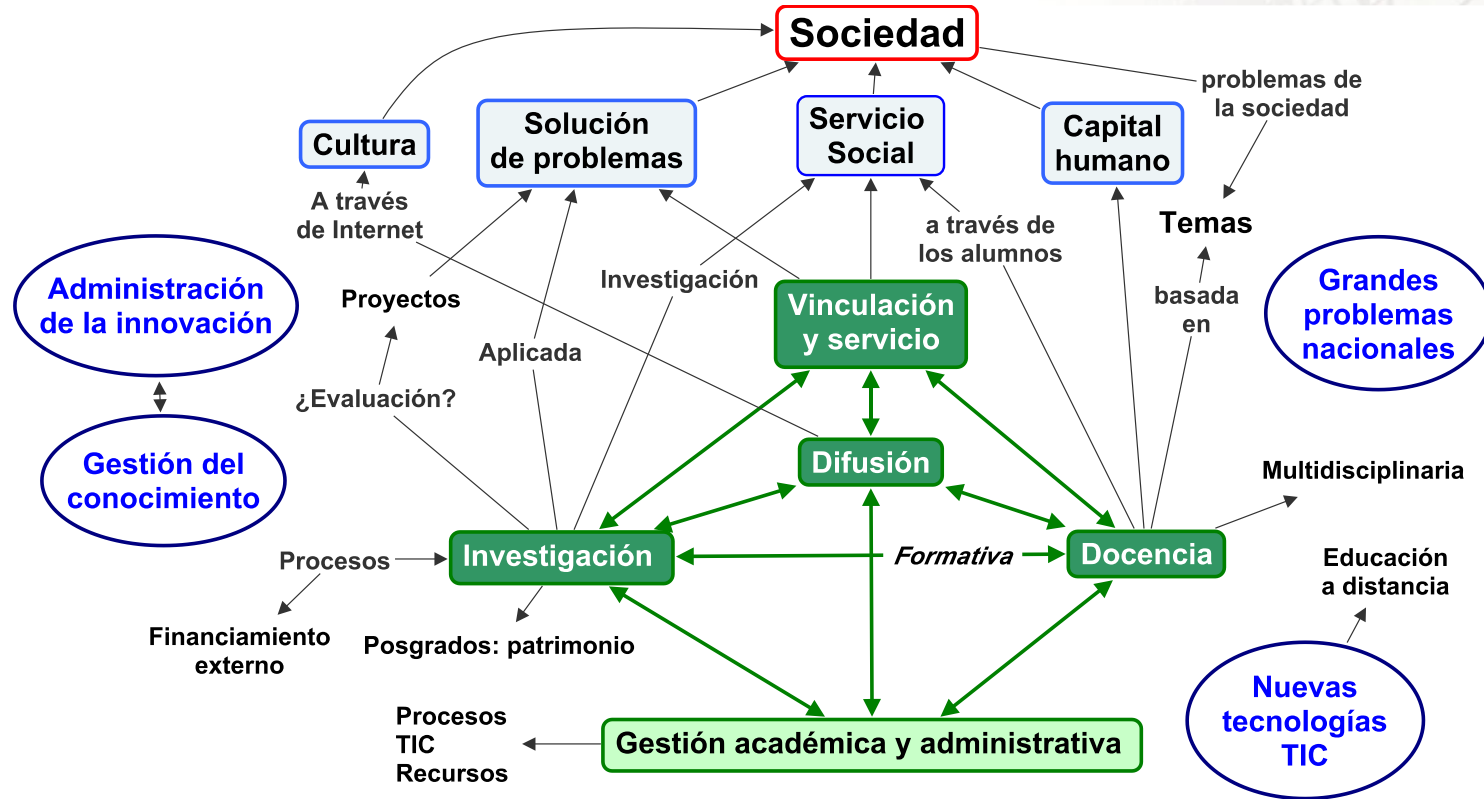 Sociedad
problemas de
la sociedad
Cultura
Solución
de problemas
Servicio
Social
Capital
humano
A través
de Internet
a través de
los alumnos
Temas
Administración
de la innovación
Proyectos
Investigación
Vinculación
y servicio
basada
en
Grandes
problemas
nacionales
Aplicada
¿Evaluación?
Gestión del
conocimiento
Difusión
Multidisciplinaria
Procesos
Investigación
Formativa
Docencia
Educación
a distancia
Financiamiento
externo
Posgrados: patrimonio
Nuevas
tecnologías
TIC
Procesos
TIC
Recursos
Gestión académica y administrativa